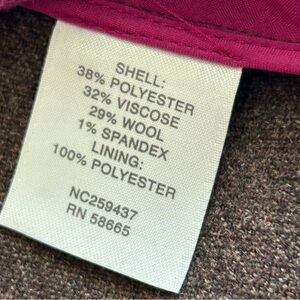 SHELL:
38% POLYESTER
32% VISCOSE
29% WOOL
1% SPANDEX
LINING:
100% POLYESTER
NC259437
RN 58665